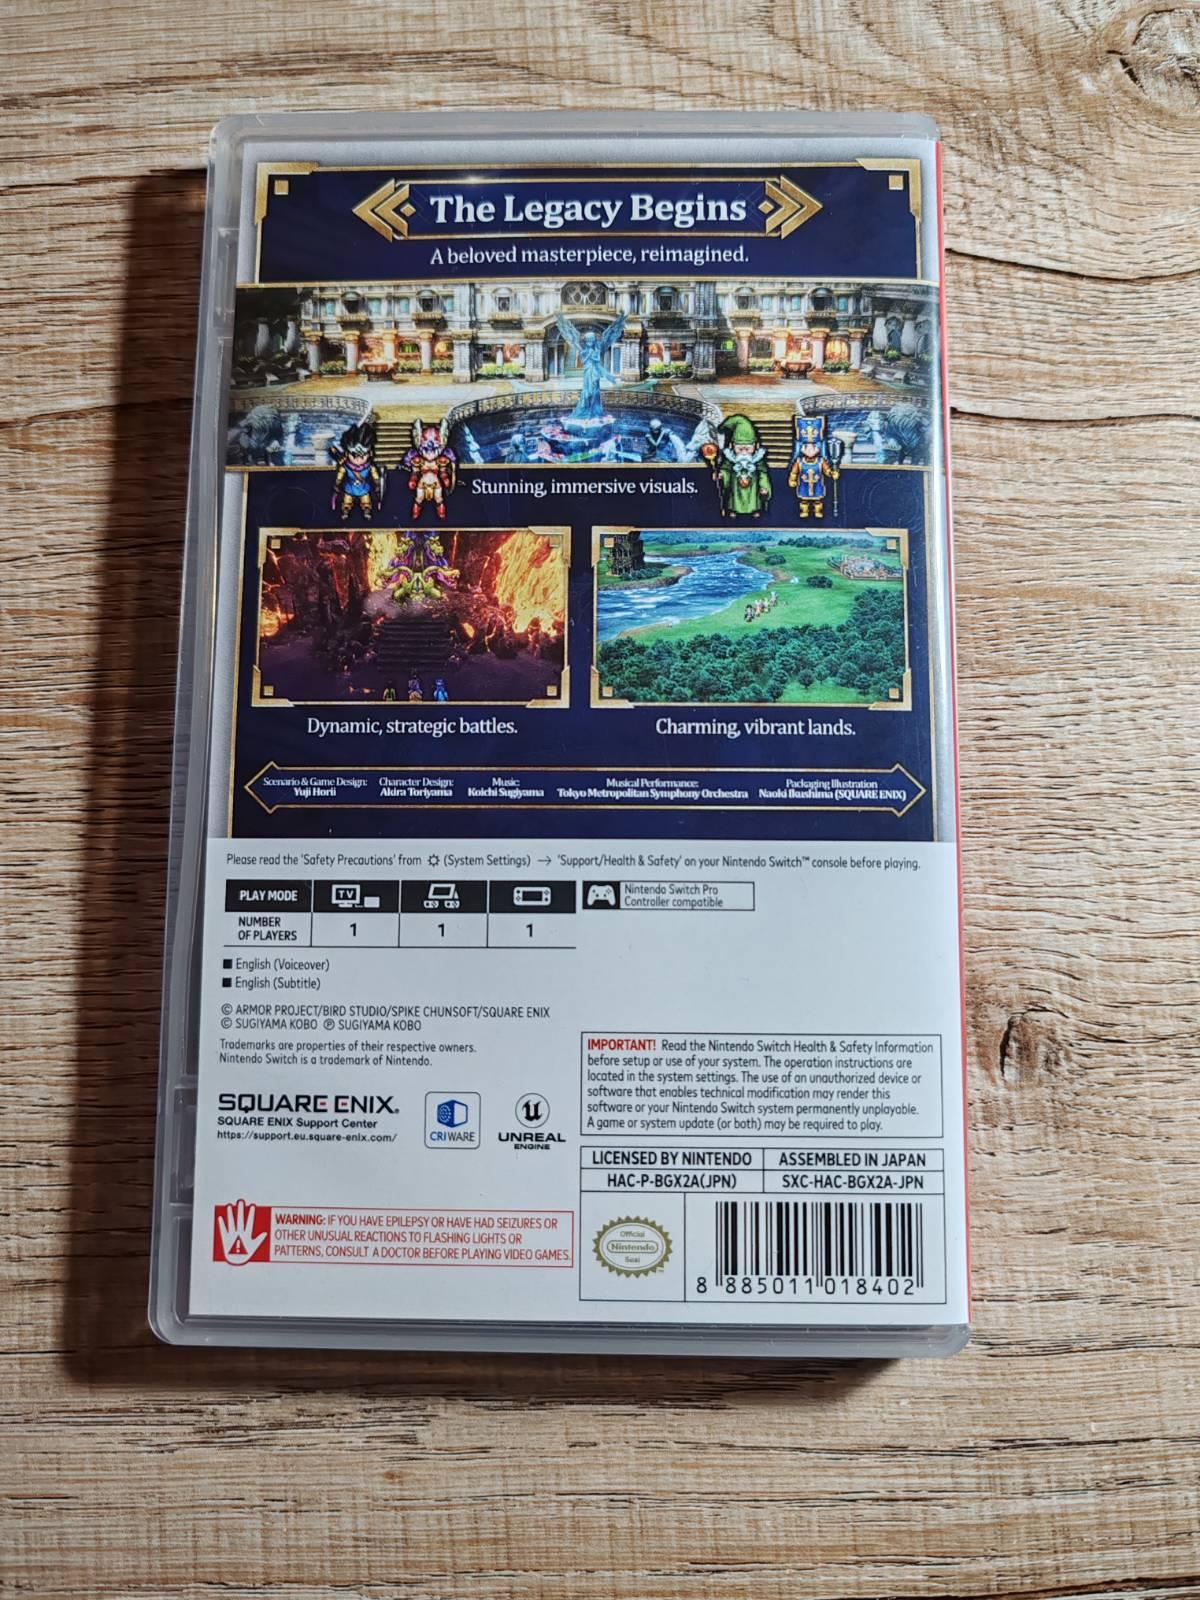 The Legacy Begins
A beloved masterpiece, reimagined.
Stunning, immersive visuals.
Dynamic, strategic battles.
Charming, vibrant lands.
Scenario & Game Design:
Yuji Horii
Character Design:
Akira Toriyama
Music:
Koichi Sugiyama
Musical Performance:
Tokyo Metropolitan Symphony Orchestra
Packaging Illustration
Naoki Ikushima (SQUARE ENIX)
Please read the 'Safety Precautions' from (System Settings) → 'Support/Health & Safety' on your Nintendo Switch™ console before playing.
PLAY MODE
TV
NUMBER
OF PLAYERS
1
1
1
Nintendo Switch Pro
Controller compatible
■ English (Voiceover)
■ English (Subtitle)
© ARMOR PROJECT/BIRD STUDIO/SPIKE CHUNSOFT/SQUARE ENIX
© SUGIYAMA KOBO ℗ SUGIYAMA KOBO
Trademarks are properties of their respective owners.
Nintendo Switch is a trademark of Nintendo.
SQUARE ENIX.
SQUARE ENIX Support Center
https://support.eu.square-enix.com/
CRIWARE
UNREAL
ENGINE
IMPORTANT! Read the Nintendo Switch Health & Safety Information
before setup or use of your system. The operation instructions are
located in the system settings. The use of an unauthorized device or
software that enables technical modification may render this
software or your Nintendo Switch system permanently unplayable.
A game or system update (or both) may be required to play.
LICENSED BY NINTENDO
ASSEMBLED IN JAPAN
HAC-P-BGX2A(JPN)
SXC-HAC-BGX2A-JPN
WARNING: IF YOU HAVE EPILEPSY OR HAVE HAD SEIZURES OR
OTHER UNUSUAL REACTIONS TO FLASHING LIGHTS OR
PATTERNS, CONSULT A DOCTOR BEFORE PLAYING VIDEO GAMES.
Official
Nintendo
Seal
8 885011 018402